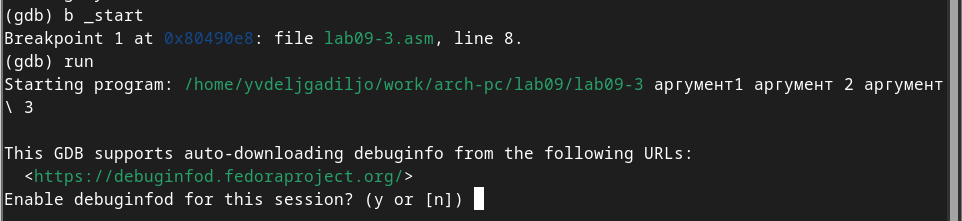 (gdb) b _start
Breakpoint 1 at 0x80490e8: file lab09-3.asm, line 8.
(gdb) run
Starting program: /home/yvdeljgadiljo/work/arch-pc/lab09/lab09-3 аргумент1 аргумент 2 аргумент
\ 3
This GDB supports auto-downloading debuginfo from the following URLs:
<https://debuginfod.fedoraproject.org/>
Enable debuginfod for this session? (y or [n])